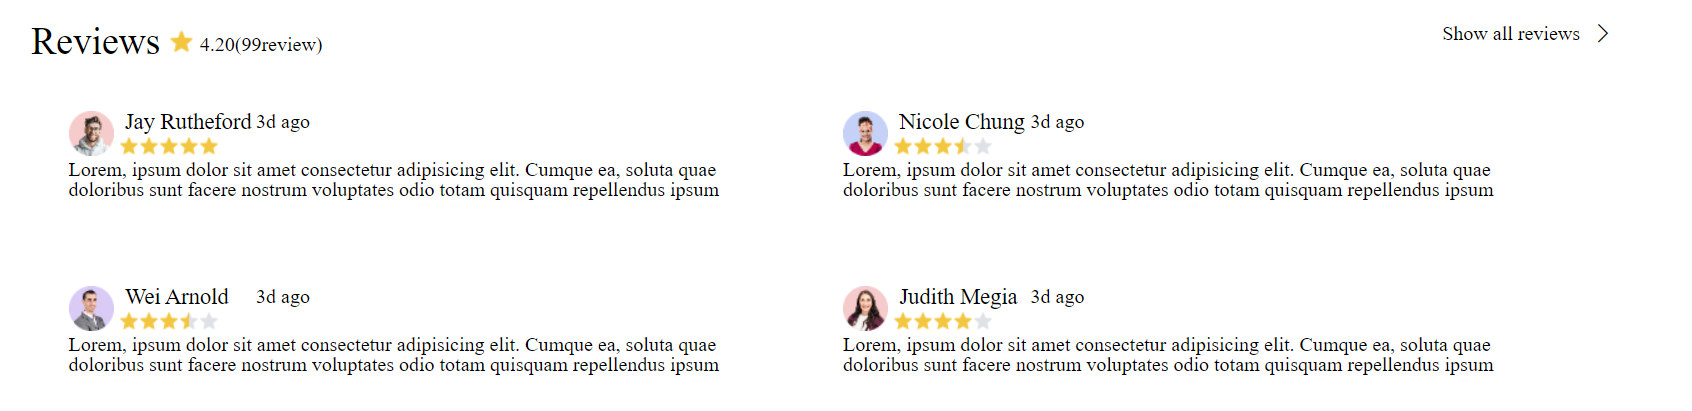 Reviews 4.20(99review)
Show all reviews
Jay Rutheford 3d ago
Lorem, ipsum dolor sit amet consectetur adipisicing elit. Cumque ea, soluta quae
doloribus sunt facere nostrum voluptates odio totam quisquam repellendus ipsum
Nicole Chung 3d ago
Lorem, ipsum dolor sit amet consectetur adipisicing elit. Cumque ea, soluta quae
doloribus sunt facere nostrum voluptates odio totam quisquam repellendus ipsum
Wei Arnold 3d ago
Lorem, ipsum dolor sit amet consectetur adipisicing elit. Cumque ea, soluta quae
doloribus sunt facere nostrum voluptates odio totam quisquam repellendus ipsum
Judith Megia 3d ago
Lorem, ipsum dolor sit amet consectetur adipisicing elit. Cumque ea, soluta quae
doloribus sunt facere nostrum voluptates odio totam quisquam repellendus ipsum